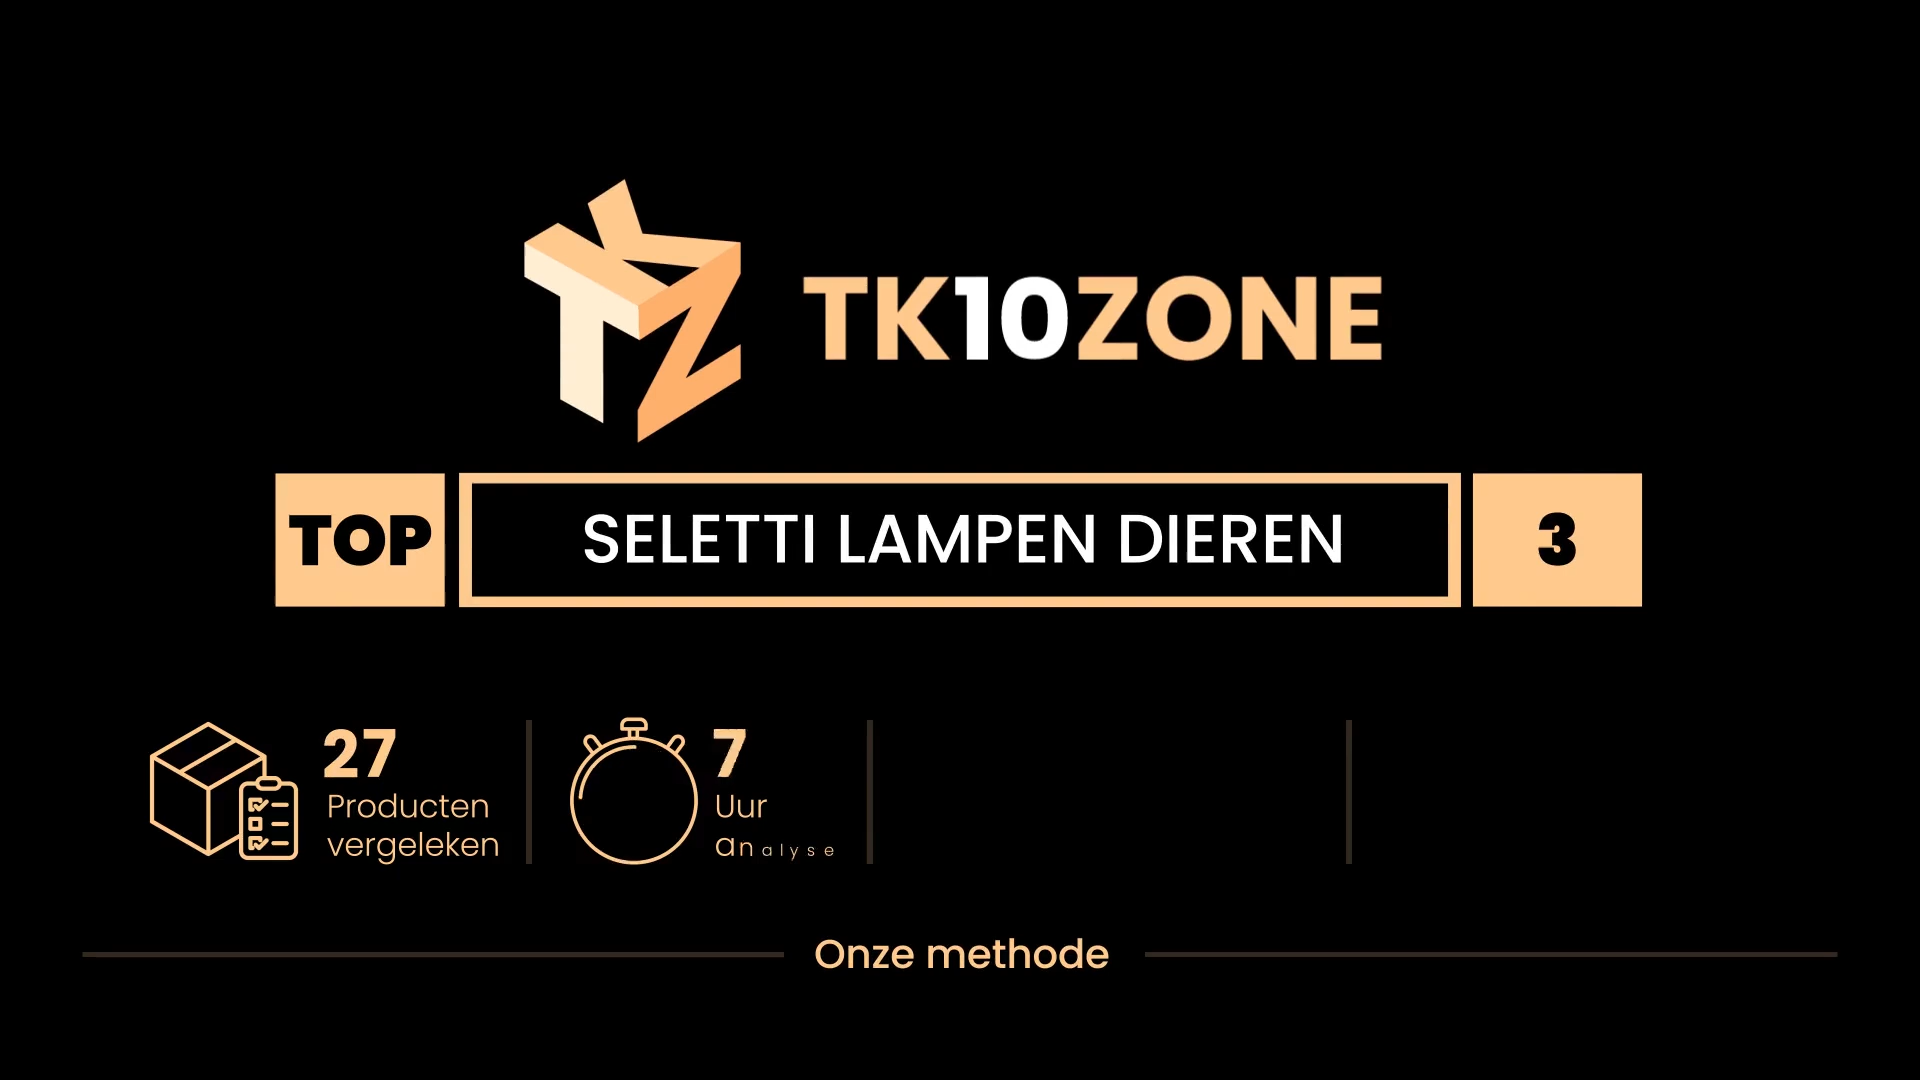 TK10ZONE
TOP SELETTI LAMPEN DIEREN 3
27
Producten
vergeleken
7
Uur
analyse
Onze methode